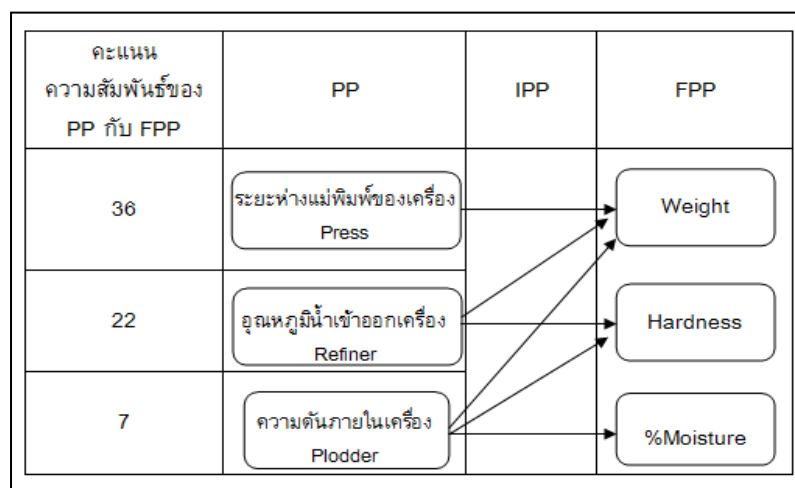 คะแนน
ความสัมพันธ์ของ
PP กับ FPP
PP
IPP
FPP
36
ระยะห่างแม่พิมพ์ของเครื่อง
Press
Weight
22
อุณหภูมิน้ำเข้าออกเครื่อง
Refiner
Hardness
7
ความดันภายในเครื่อง
Plodder
%Moisture